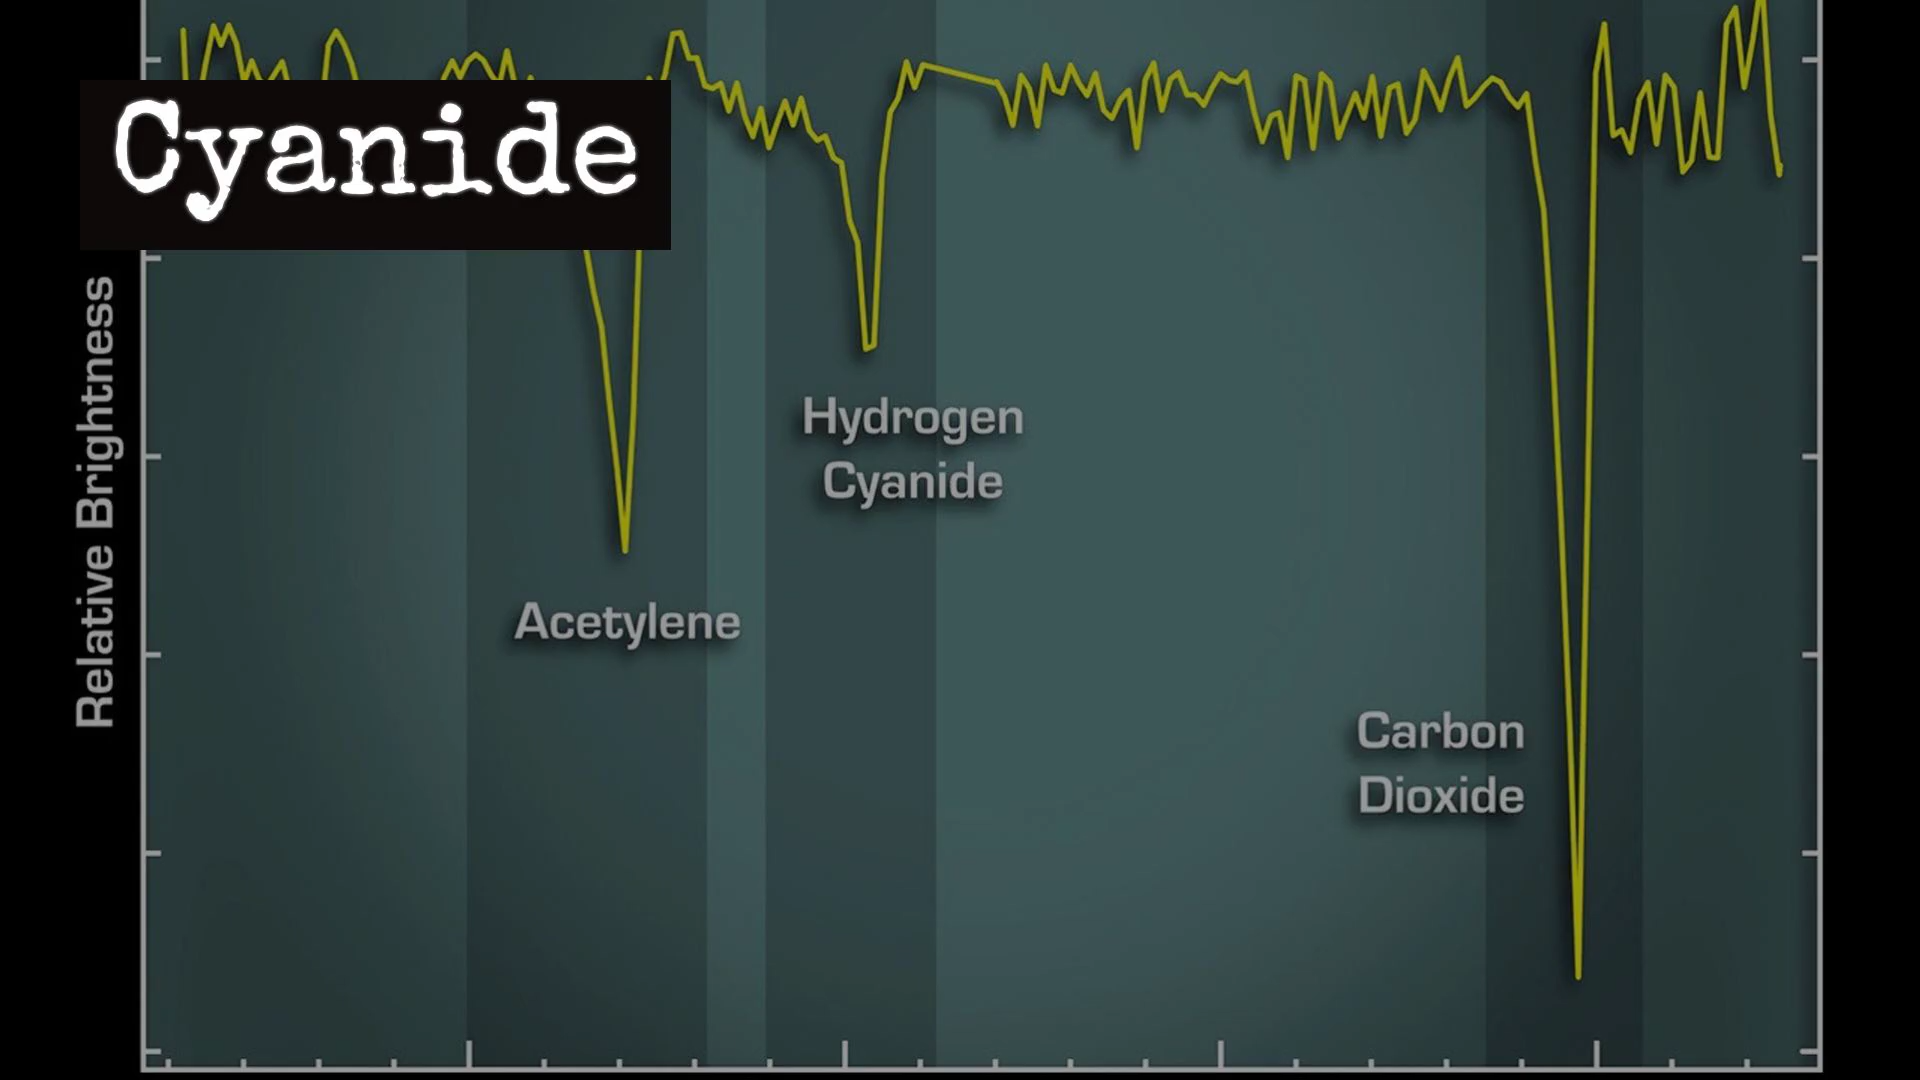 Cyanide
Relative Brightness
Hydrogen
Cyanide
Acetylene
Carbon
Dioxide